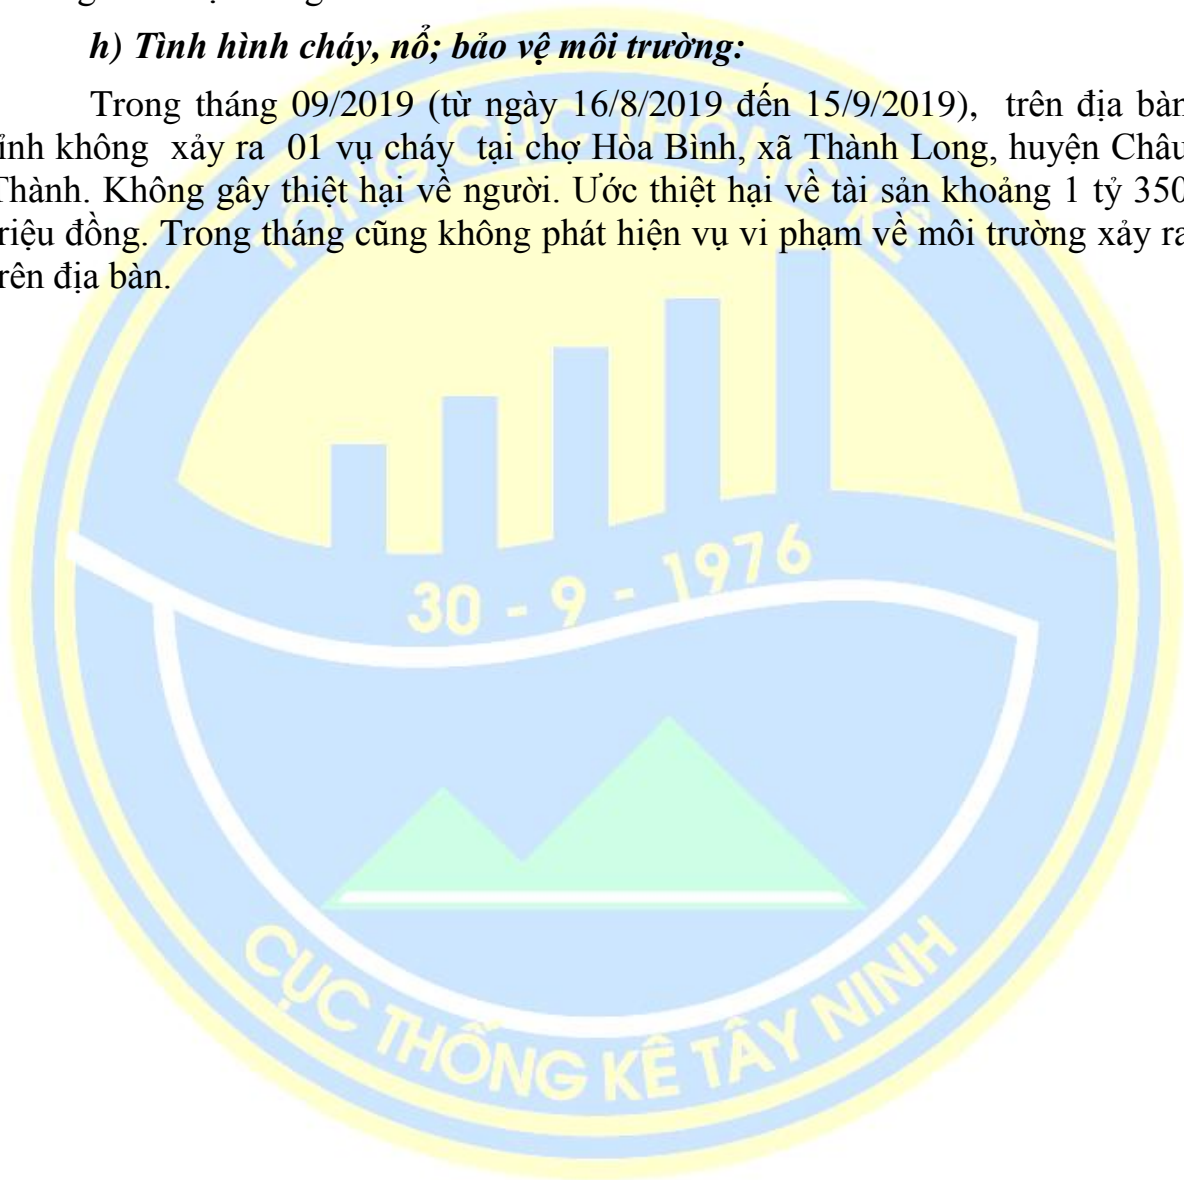 h) Tình hình cháy, nổ; bảo vệ môi trường:
Trong tháng 09/2019 (từ ngày 16/8/2019 đến 15/9/2019), trên địa bàn
ỉnh không xảy ra 01 vụ cháy tại chợ Hòa Bình, xã Thành Long, huyện Châu
Thành. Không gây thiệt hại về người. Ước thiệt hại về tài sản khoảng 1 tỷ 350
riệu đồng. Trong tháng cũng không phát hiện vụ vi phạm về môi trường xảy ra
rên địa bàn.
TỔNG CỤC THỐNG KÊ
30 - 9 - 1976
CỤC THỐNG KÊ TÂY NINH